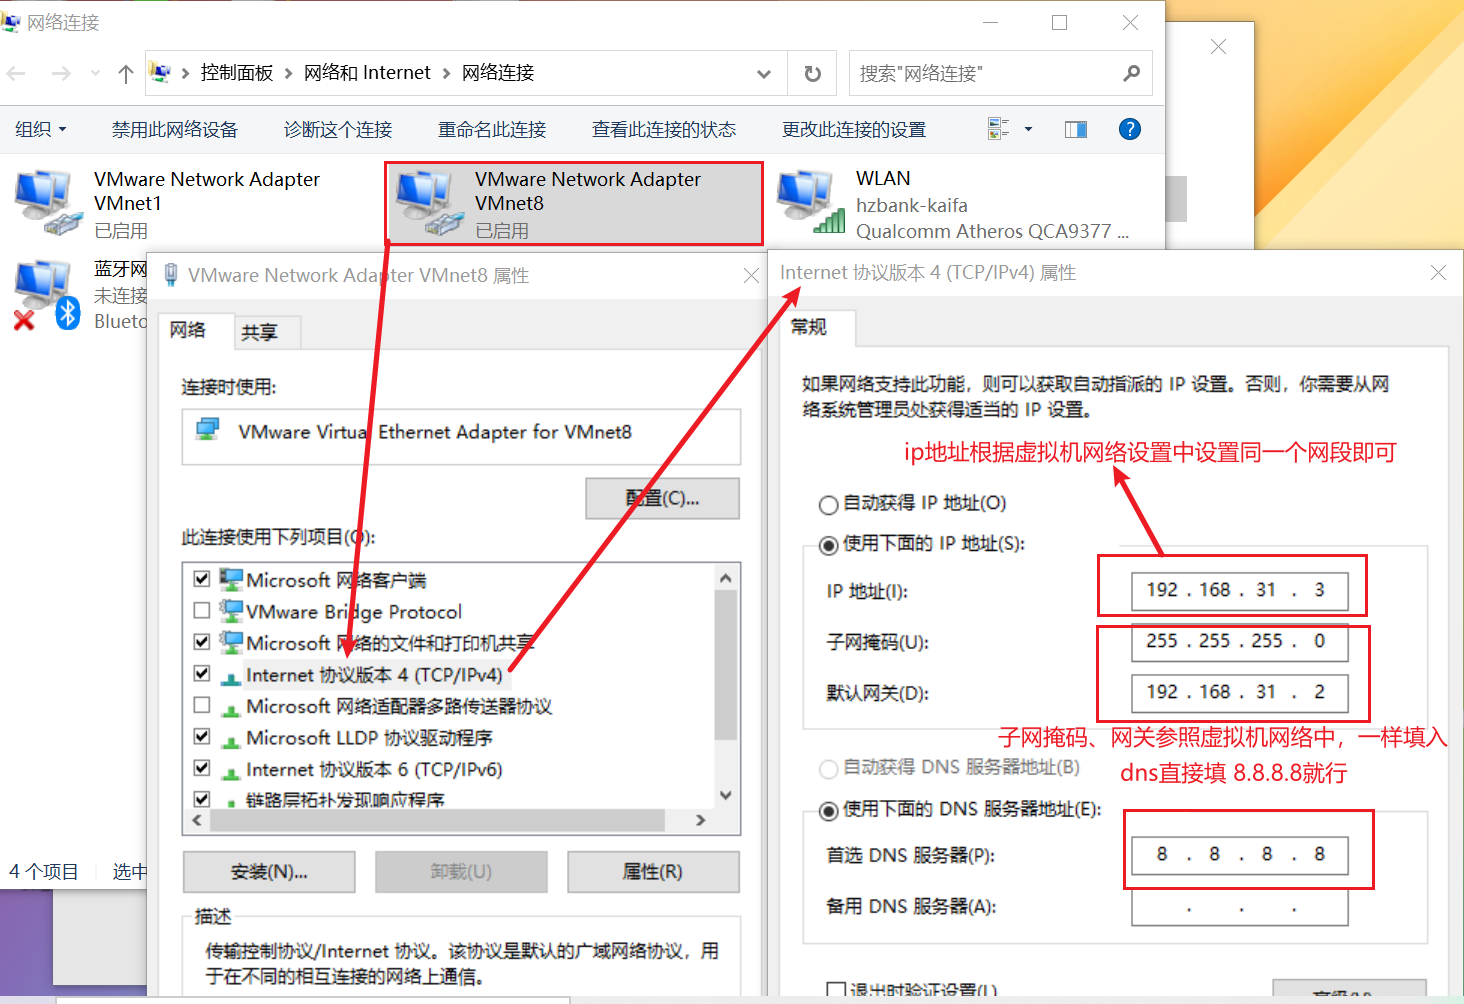 网络连接
控制面板
网络和 Internet
网络连接
搜索"网络连接"
组织
禁用此网络设备
诊断这个连接
重命名此连接
查看此连接的状态
更改此连接的设置
VMware Network Adapter
VMnet1
已启用
VMware Network Adapter
VMnet8
已启用
WLAN
hzbank-kaifa
Qualcomm Atheros QCA9377 ...
蓝牙网
未连接
Blueto
4 个项目
选中
VMware Network Adapter VMnet8 属性
网络
共享
连接时使用:
VMware Virtual Ethernet Adapter for VMnet8
配置(C)...
此连接使用下列项目(O):
Microsoft 网络客户端
VMware Bridge Protocol
Microsoft 网络的文件和打印机共享
Internet 协议版本 4 (TCP/IPv4)
Microsoft 网络适配器多路传送器协议
Microsoft LLDP 协议驱动程序
Internet 协议版本 6 (TCP/IPv6)
链路层拓扑发现响应程序
安装(N)...
卸载(U)
属性(R)
描述
传输控制协议/Internet 协议。该协议是默认的广域网络协议，用
于在不同的相互连接的网络上通信。
Internet 协议版本 4 (TCP/IPv4) 属性
常规
如果网络支持此功能，则可以获取自动指派的 IP 设置。否则，你需要从网
络系统管理员处获得适当的 IP 设置。
ip地址根据虚拟机网络设置中设置同一个网段即可
自动获得 IP 地址(O)
使用下面的 IP 地址(S):
IP 地址(I):
192 . 168 . 31 . 3
子网掩码(U):
255 . 255 . 255 . 0
默认网关(D):
192 . 168 . 31 . 2
子网掩码、网关参照虚拟机网络中，一样填入
dns直接填 8.8.8.8就行
自动获得 DNS 服务器地址(B)
使用下面的 DNS 服务器地址(E):
首选 DNS 服务器(P):
8 . 8 . 8 . 8
备用 DNS 服务器(A):
. . .
退出时验证设置(L)
高级(V)